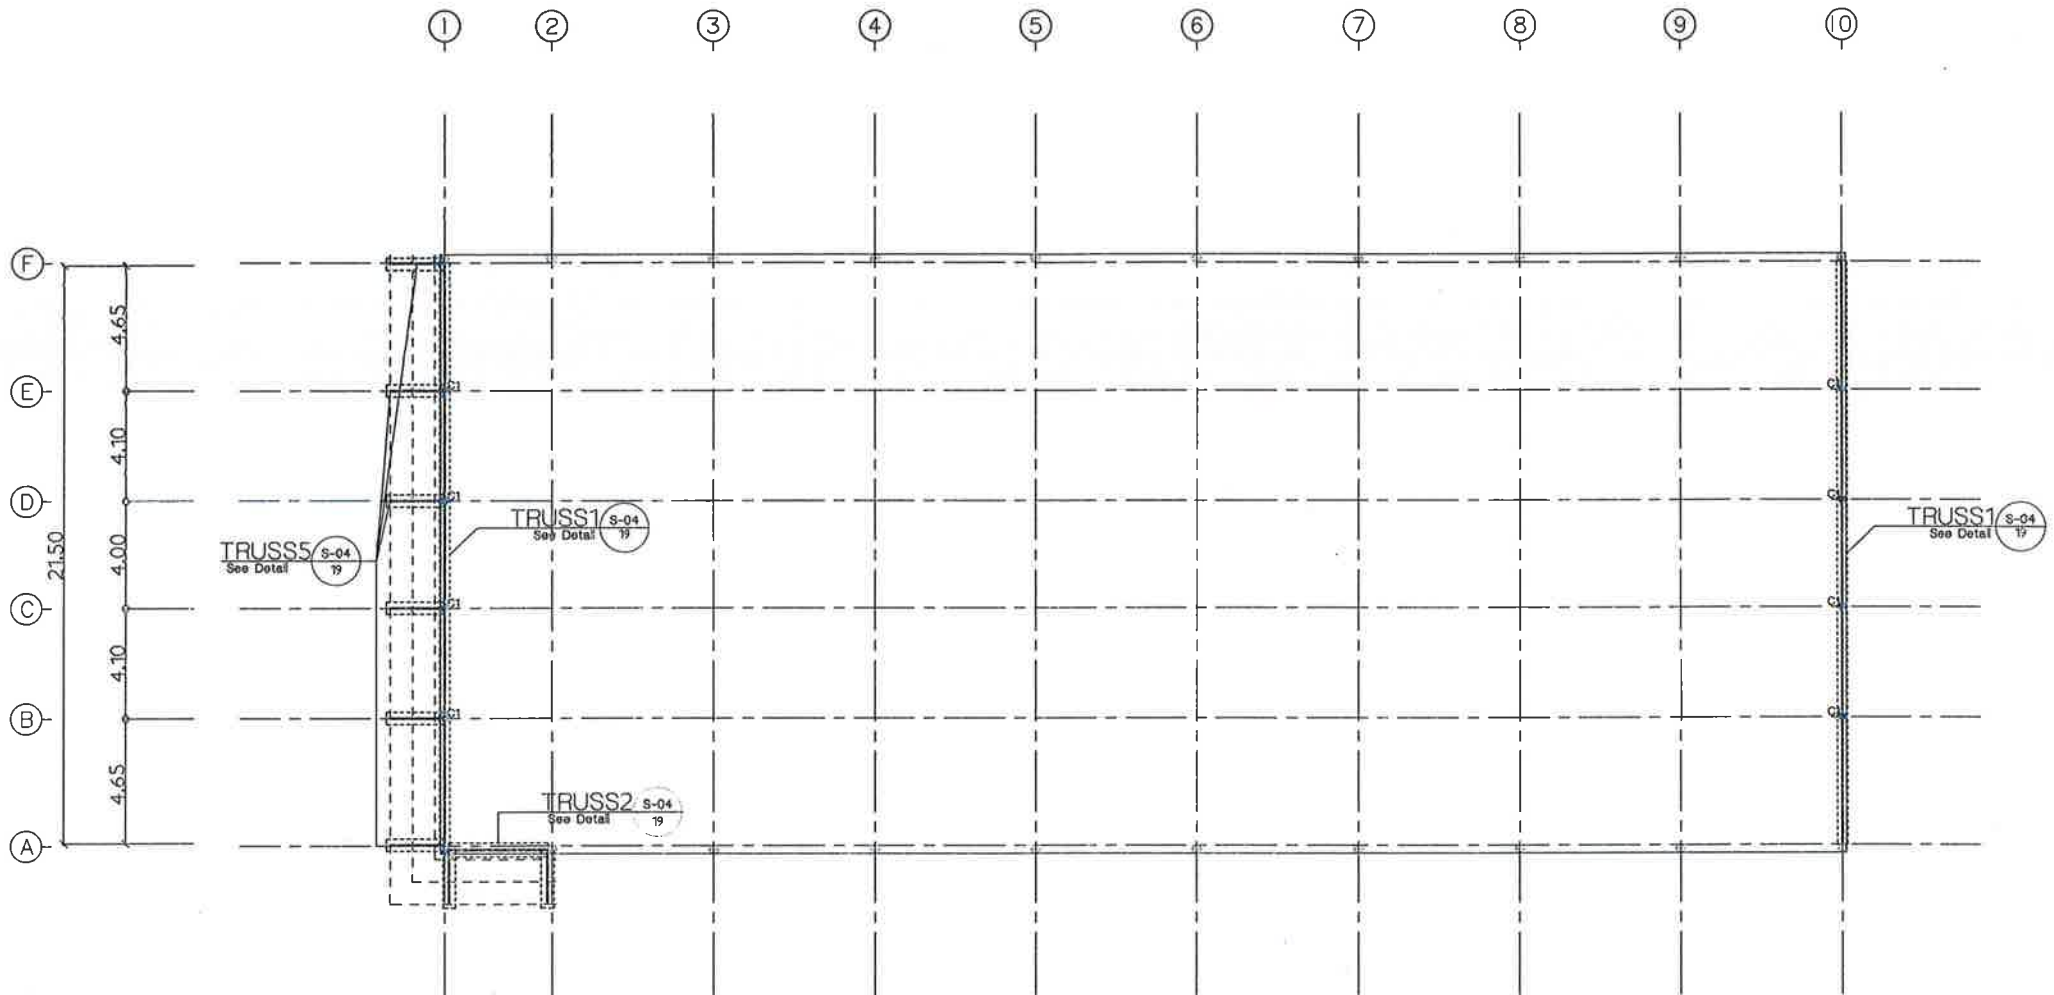 1 2 3 4 5 6 7 8 9 10
F
4.65
E
C1
C1
4.10
D
C1
C1
TRUSS1 S-04
See Detail 19
TRUSS1 S-04
See Detail 19
21.50
4.00
TRUSS5 S-04
See Detail 19
C
C1
C1
4.10
B
C1
C1
4.65
TRUSS2 S-04
See Detail 19
A